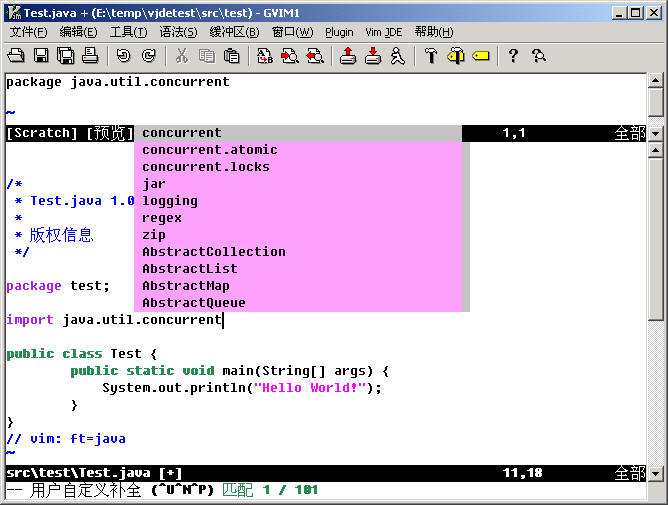 Test.java + (E:\temp\vjdetest\src\test) - GVIM1
文件(F) 编辑(E) 工具(T) 语法(S) 缓冲区(B) 窗口(W) Plugin Vim JDE 帮助(H)
package java.util.concurrent
~
[Scratch] [预览] 1,1 全部
concurrent
concurrent.atomic
concurrent.locks
jar
logging
regex
zip
AbstractCollection
AbstractList
AbstractMap
AbstractQueue
/*
* Test.java 1.0
*
* 版权信息
*/
package test;
import java.util.concurrent
public class Test {
public static void main(String[] args) {
System.out.println("Hello World!");
}
}
// vim: ft=java
~
src\test\Test.java [+] 11,18 全部
-- 用户自定义补全 (^U^N^P) 匹配 1 / 101